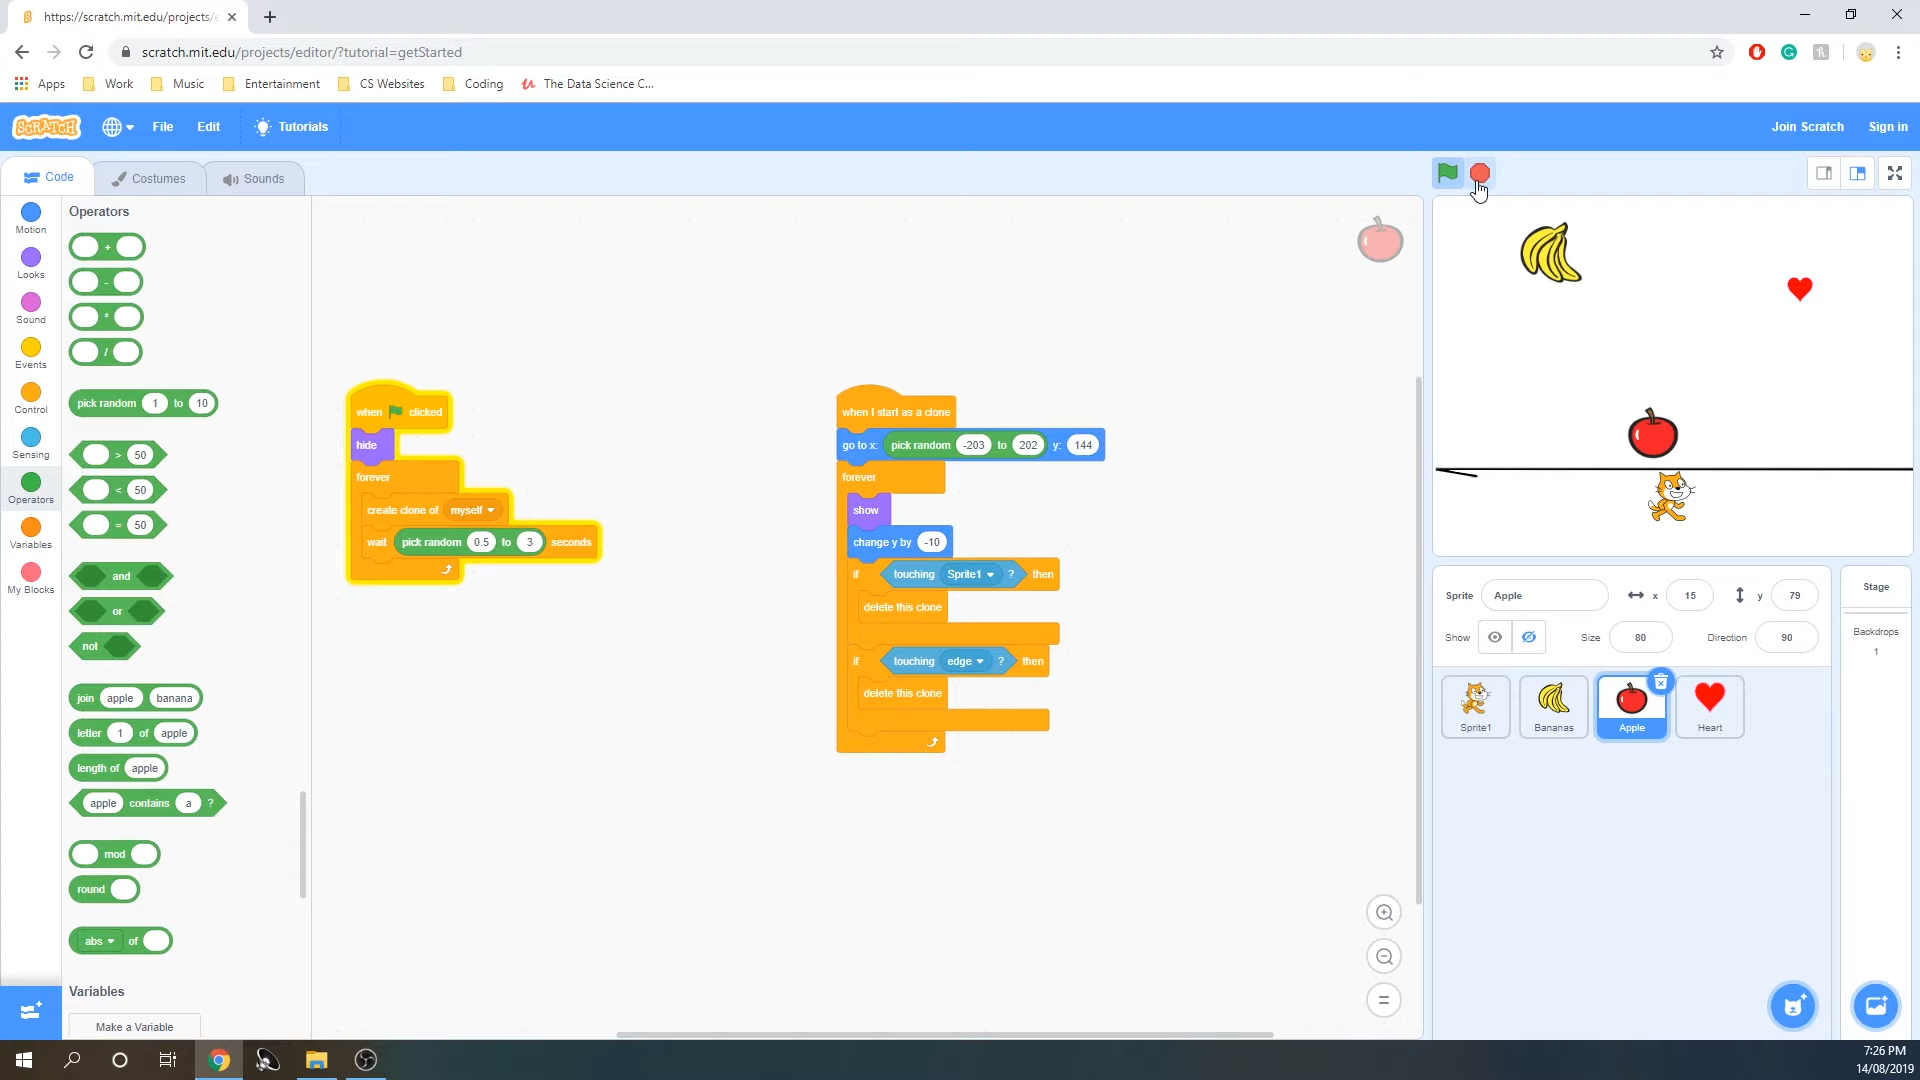 https://scratch.mit.edu/projects/e
scratch.mit.edu/projects/editor/?tutorial=getStarted
Apps Work Music Entertainment CS Websites Coding The Data Science C...
SCRATCH File Edit Tutorials Join Scratch Sign in
Code Costumes Sounds
Motion
Looks
Sound
Events
Control
Sensing
Operators
Variables
My Blocks
Operators
+
-
*
/
pick random 1 to 10
> 50
< 50
= 50
and
or
not
join apple banana
letter 1 of apple
length of apple
apple contains a ?
mod
round
abs of
Variables
Make a Variable
when clicked
hide
forever
create clone of myself
wait pick random 0.5 to 3 seconds
when I start as a clone
go to x: pick random -203 to 202 y: 144
forever
show
change y by -10
if touching Sprite1 ? then
delete this clone
if touching edge ? then
delete this clone
Sprite Apple x 15 y 79
Show Size 80 Direction 90
Sprite1 Bananas Apple Heart
Stage
Backdrops
1
7:26 PM
14/08/2019